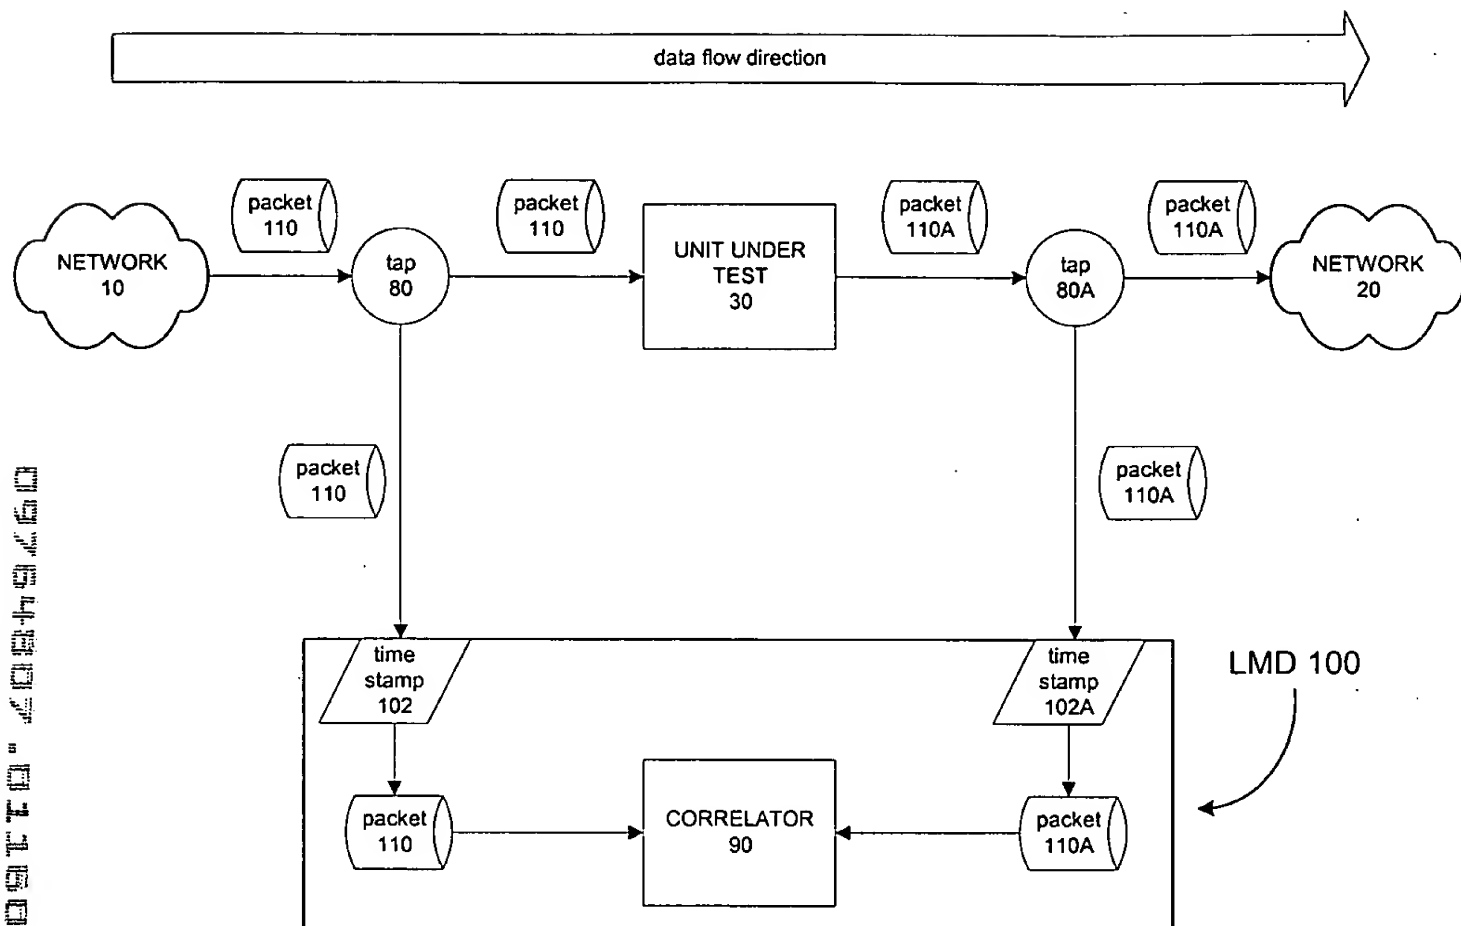 data flow direction
packet
110
packet
110
packet
110A
packet
110A
NETWORK
10
tap
80
UNIT UNDER
TEST
30
tap
80A
NETWORK
20
packet
110
packet
110A
time
stamp
102
time
stamp
102A
LMD 100
packet
110
CORRELATOR
90
packet
110A